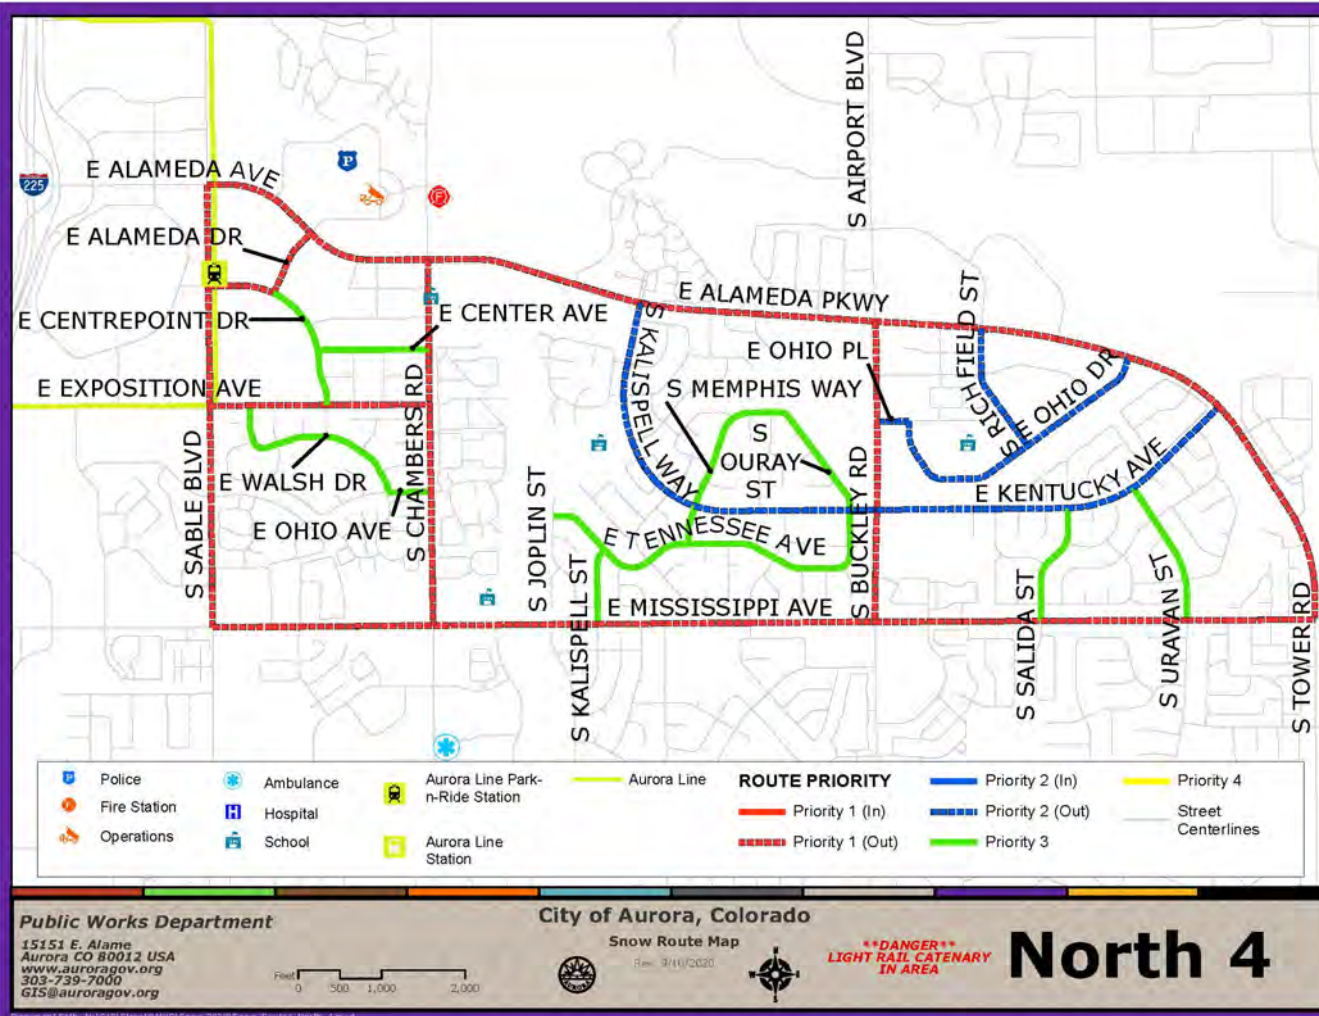 S AIRPORT BLVD
P
225
F
E ALAMEDA AVE
E ALAMEDA DR
E CENTREPOINT DR
E CENTER AVE
E EXPOSITION AVE
E ALAMEDA PKWY
S KALISPELL WAY
E OHIO PL
S MEMPHIS WAY
S RICHFIELD ST
S E OHIO DR
S
OURAY
ST
E WALSH DR
E OHIO AVE
S SABLE BLVD
S CHAMBERS RD
S JOPLIN ST
E TENNESSEE AVE
S BUCKLEY RD
E KENTUCKY AVE
S KALISPELL ST
E MISSISSIPPI AVE
S SALIDA ST
S URAVAN ST
S TOWER RD
P Police
F Fire Station
Operations
Ambulance
H Hospital
School
Aurora Line Park-
n-Ride Station
Aurora Line
Station
Aurora Line
ROUTE PRIORITY
Priority 1 (In)
Priority 1 (Out)
Priority 2 (In)
Priority 2 (Out)
Priority 3
Priority 4
Street
Centerlines
Public Works Department
15151 E. Alame
Aurora CO 80012 USA
www.auroragov.org
303-739-7000
GIS@auroragov.org
Feet
0 500 1,000 2,000
City of Aurora, Colorado
Snow Route Map
Rev. 9/10/2020
**DANGER**
LIGHT RAIL CATENARY
IN AREA
North 4